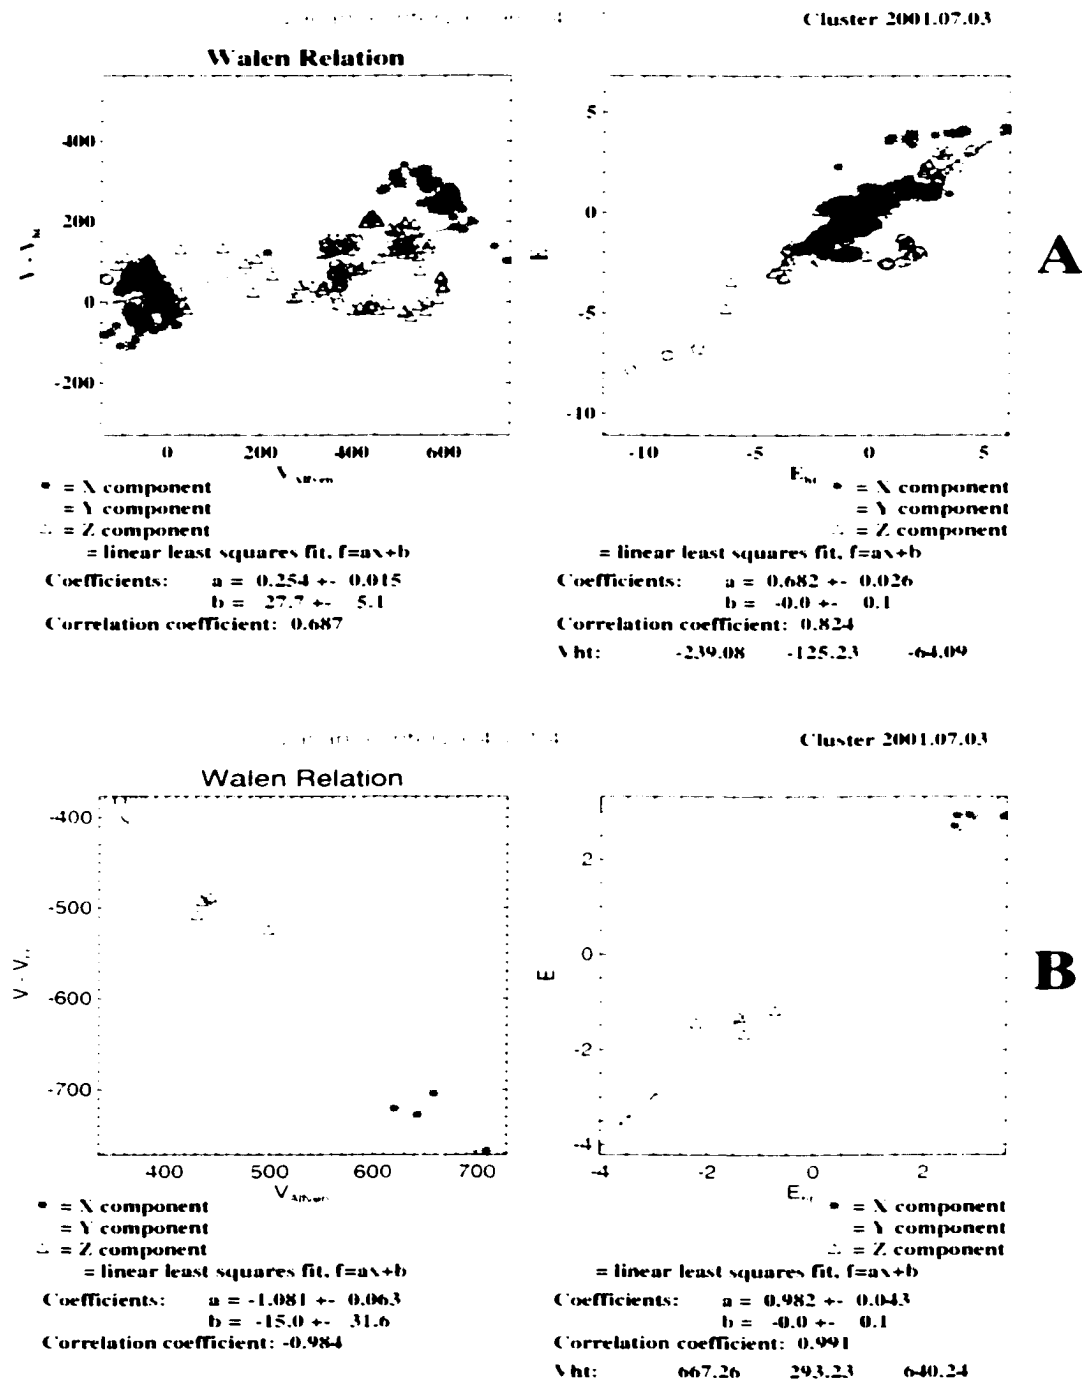 Cluster 2001.07.03
Walen Relation
400
200
0
-200
0 200 400 600
5
0
-5
-10
-10 -5 0 5
E
A
= X component
= Y component
= Z component
= linear least squares fit, f=ax+b
Coefficients: a = 0.254 +- 0.015
b = 27.7 +- 5.1
Correlation coefficient: 0.687
= X component
= Y component
= Z component
= linear least squares fit, f=ax+b
Coefficients: a = 0.682 +- 0.026
b = -0.0 +- 0.1
Correlation coefficient: 0.824
Vht: -239.08 -125.23 -64.09
Cluster 2001.07.03
Walen Relation
-400
-500
-600
-700
400 500 600 700
V Alfven
2
0
-2
-4
-4 -2 0 2
E
B
= X component
= Y component
= Z component
= linear least squares fit, f=ax+b
Coefficients: a = -1.081 +- 0.063
b = -15.0 +- 31.6
Correlation coefficient: -0.984
= X component
= Y component
= Z component
= linear least squares fit, f=ax+b
Coefficients: a = 0.982 +- 0.043
b = -0.0 +- 0.1
Correlation coefficient: 0.991
Vht: 667.26 293.23 640.24